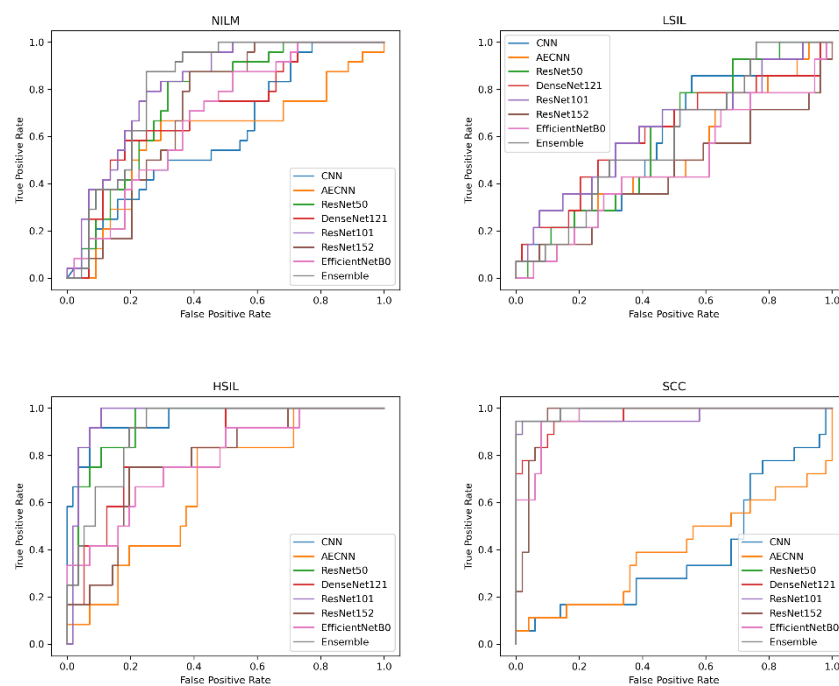 NILM
True Positive Rate
1.0
0.8
0.6
0.4
0.2
0.0
CNN
AECNN
ResNet50
DenseNet121
ResNet101
ResNet152
EfficientNetB0
Ensemble
0.0 0.2 0.4 0.6 0.8 1.0
False Positive Rate
LSIL
True Positive Rate
1.0
0.8
0.6
0.4
0.2
0.0
CNN
AECNN
ResNet50
DenseNet121
ResNet101
ResNet152
EfficientNetB0
Ensemble
0.0 0.2 0.4 0.6 0.8 1.0
False Positive Rate
HSIL
True Positive Rate
1.0
0.8
0.6
0.4
0.2
0.0
CNN
AECNN
ResNet50
DenseNet121
ResNet101
ResNet152
EfficientNetB0
Ensemble
0.0 0.2 0.4 0.6 0.8 1.0
False Positive Rate
SCC
True Positive Rate
1.0
0.8
0.6
0.4
0.2
0.0
CNN
AECNN
ResNet50
DenseNet121
ResNet101
ResNet152
EfficientNetB0
Ensemble
0.0 0.2 0.4 0.6 0.8 1.0
False Positive Rate